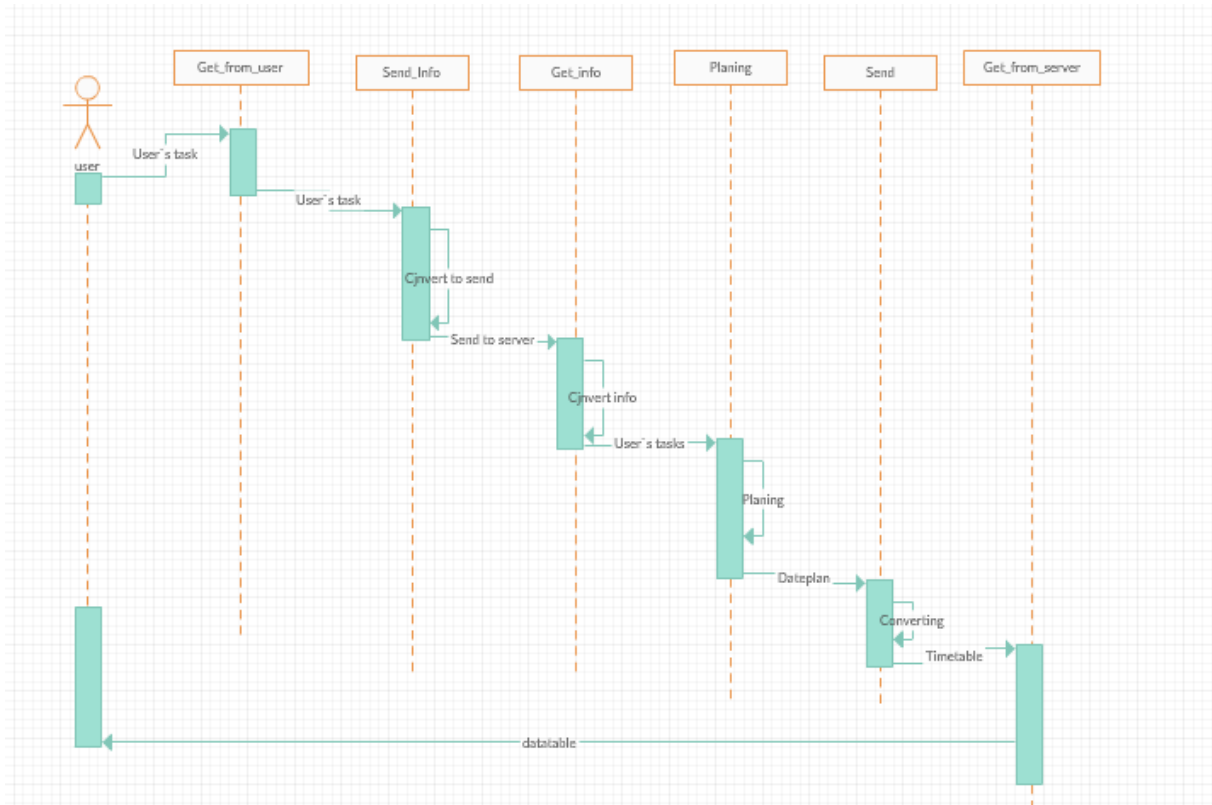 Get_from_user
Send_Info
Get_info
Planing
Send
Get_from_server
user
User`s task
User`s task
Cjnvert to send
Send to server
Cjnvert info
User`s tasks
Planing
Dateplan
Converting
Timetable
datatable